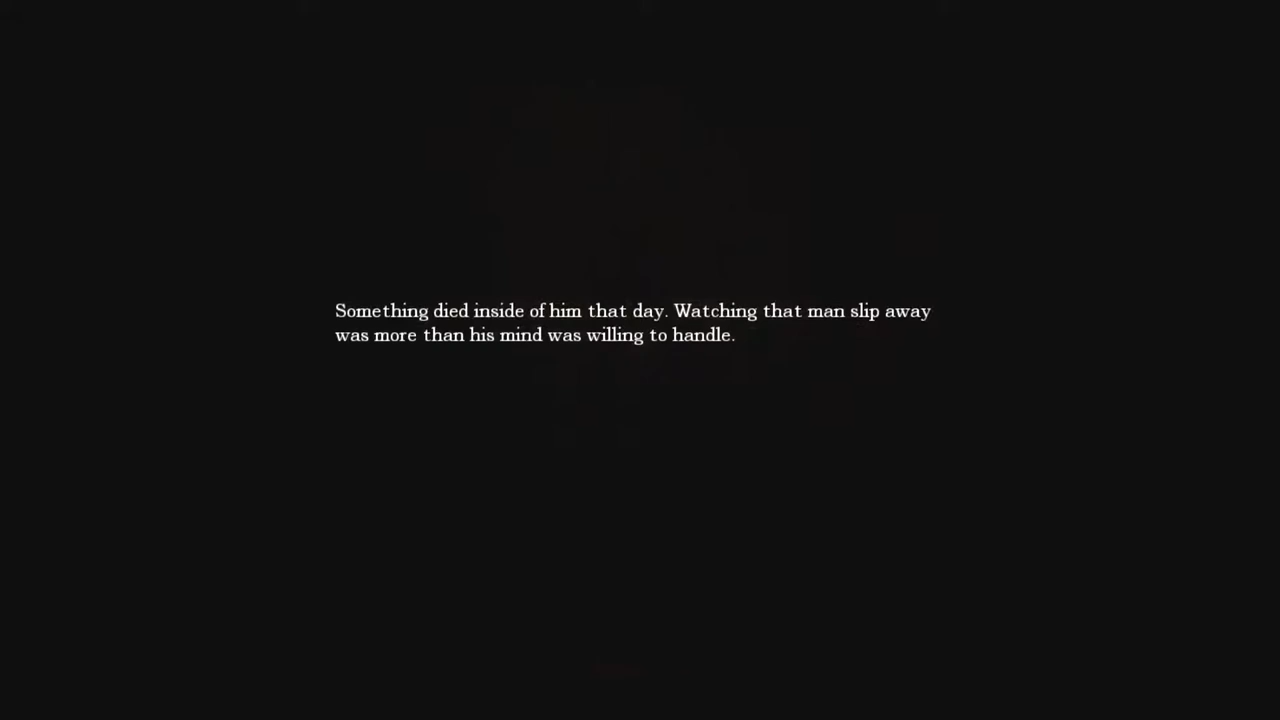 Something died inside of him that day. Watching that man slip away
was more than his mind was willing to handle.